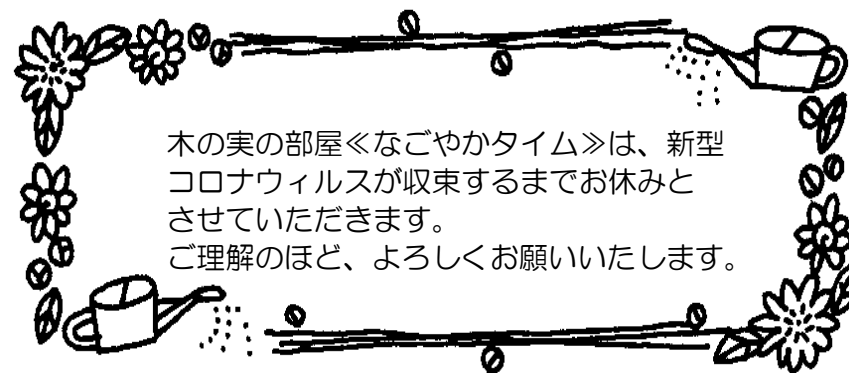 木の実の部屋≪なごやかタイム≫は、新型
コロナウィルスが収束するまでお休みと
させていただきます。
ご理解のほど、よろしくお願いいたします。